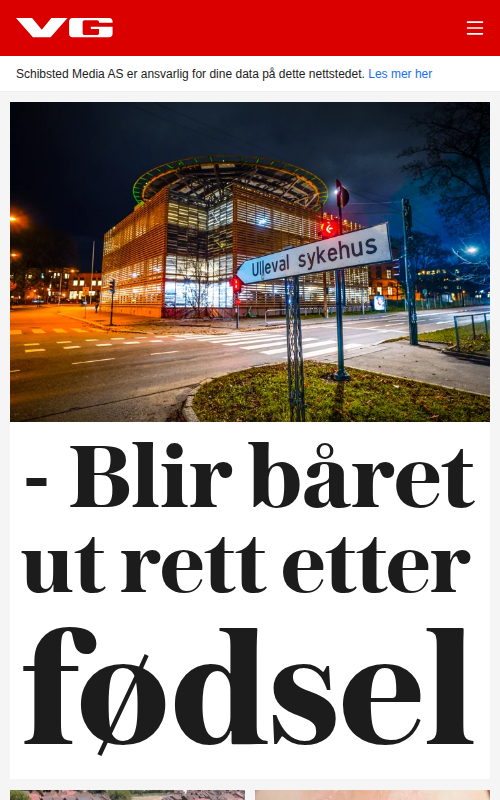 VG
Schibsted Media AS er ansvarlig for dine data på dette nettstedet. Les mer her
Ullevål sykehus
- Blir båret
ut rett etter
fødsel